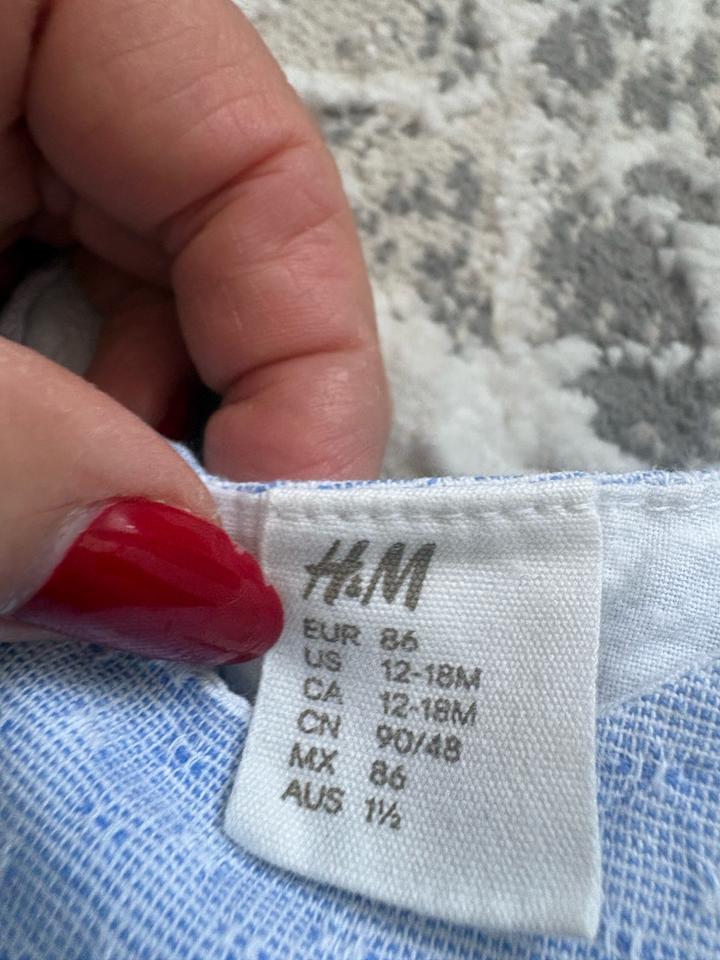 H&M
EUR 86
US 12-18M
CA 12-18M
CN 90/48
MX 86
AUS 1½